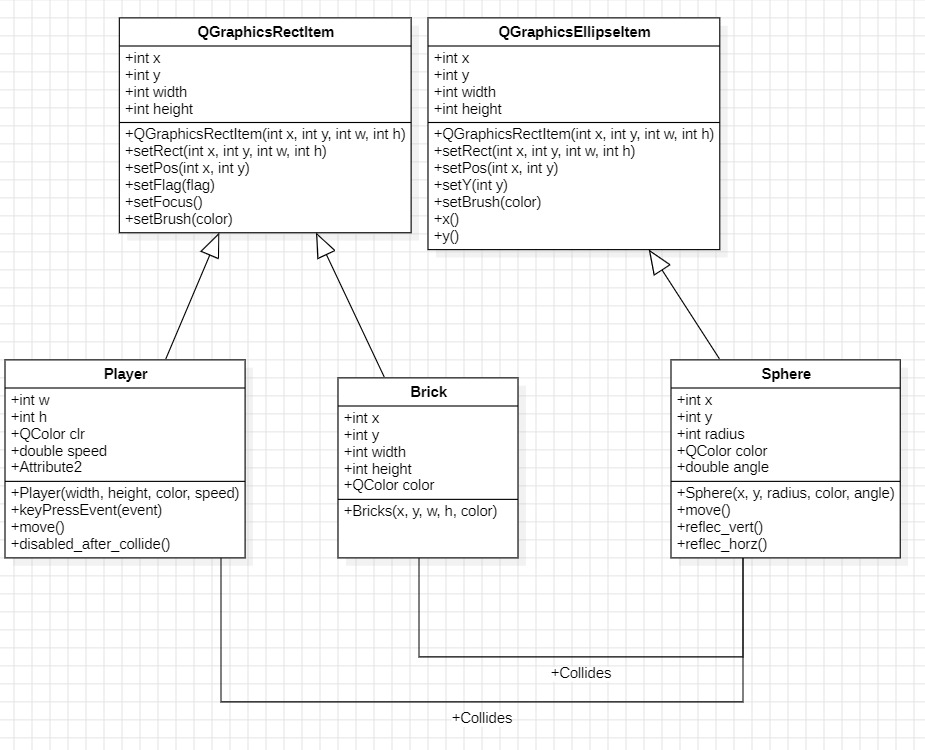 QGraphicsRectItem
+int x
+int y
+int width
+int height
+QGraphicsRectItem(int x, int y, int w, int h)
+setRect(int x, int y, int w, int h)
+setPos(int x, int y)
+setFlag(flag)
+setFocus()
+setBrush(color)
QGraphicsEllipseItem
+int x
+int y
+int width
+int height
+QGraphicsRectItem(int x, int y, int w, int h)
+setRect(int x, int y, int w, int h)
+setPos(int x, int y)
+setY(int y)
+setBrush(color)
+x()
+y()
Player
+int w
+int h
+QColor clr
+double speed
+Attribute2
+Player(width, height, color, speed)
+keyPressEvent(event)
+move()
+disabled_after_collide()
Brick
+int x
+int y
+int width
+int height
+QColor color
+Bricks(x, y, w, h, color)
Sphere
+int x
+int y
+int radius
+QColor color
+double angle
+Sphere(x, y, radius, color, angle)
+move()
+reflec_vert()
+reflec_horz()
+Collides
+Collides